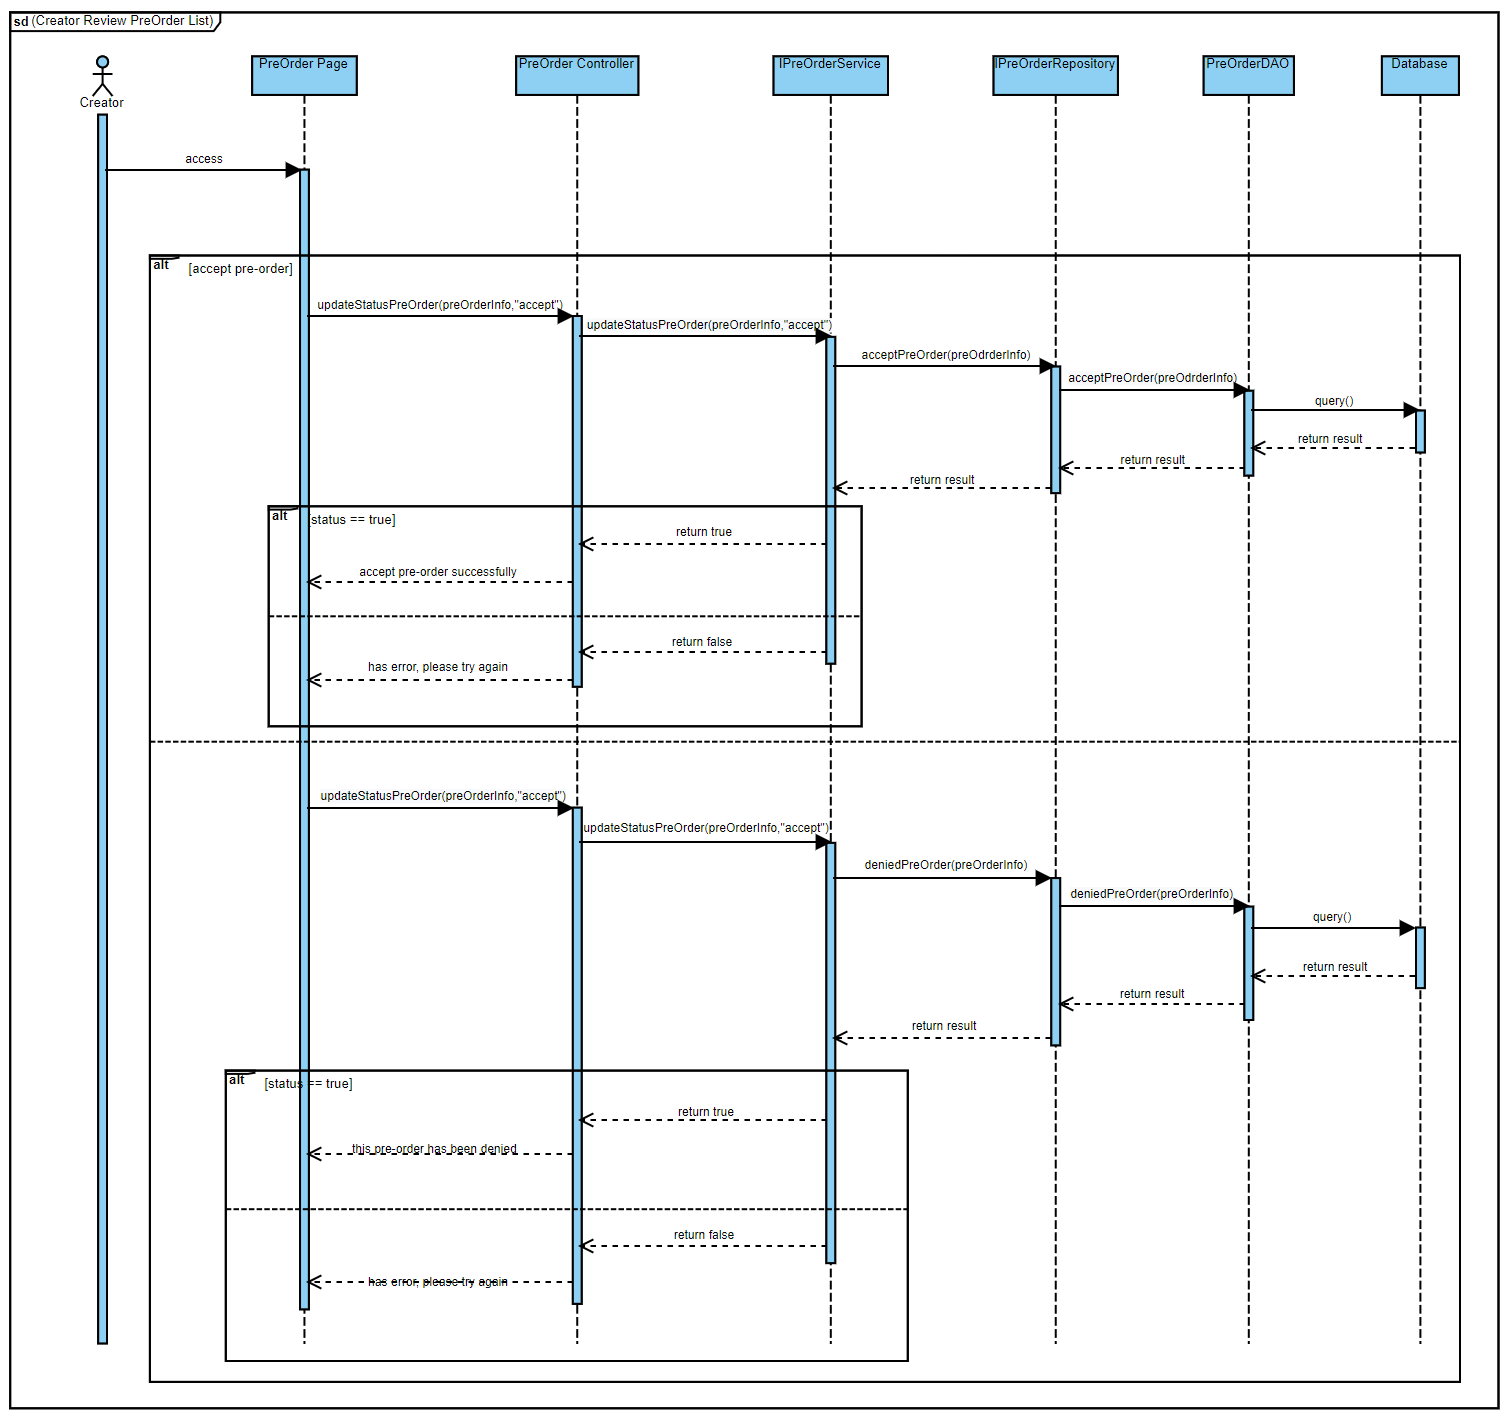 sd (Creator Review PreOrder List)
Creator
PreOrder Page
PreOrder Controller
IPreOrderService
IPreOrderRepository
PreOrderDAO
Database
access
alt [accept pre-order]
updateStatusPreOrder(preOrderInfo,"accept")
updateStatusPreOrder(preOrderInfo,"accept")
acceptPreOrder(preOdrderInfo)
acceptPreOrder(preOdrderInfo)
query()
return result
return result
return result
alt [status == true]
return true
accept pre-order successfully
return false
has error, please try again
updateStatusPreOrder(preOrderInfo,"accept")
updateStatusPreOrder(preOrderInfo,"accept")
deniedPreOrder(preOrderInfo)
deniedPreOrder(preOrderInfo)
query()
return result
return result
return result
alt [status == true]
return true
this pre-order has been denied
return false
has error, please try again